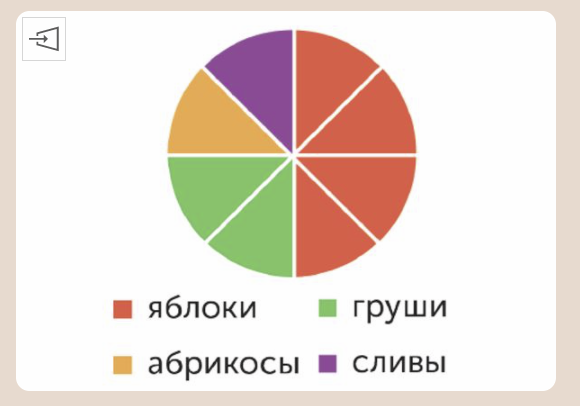 яблоки груши
абрикосы сливы